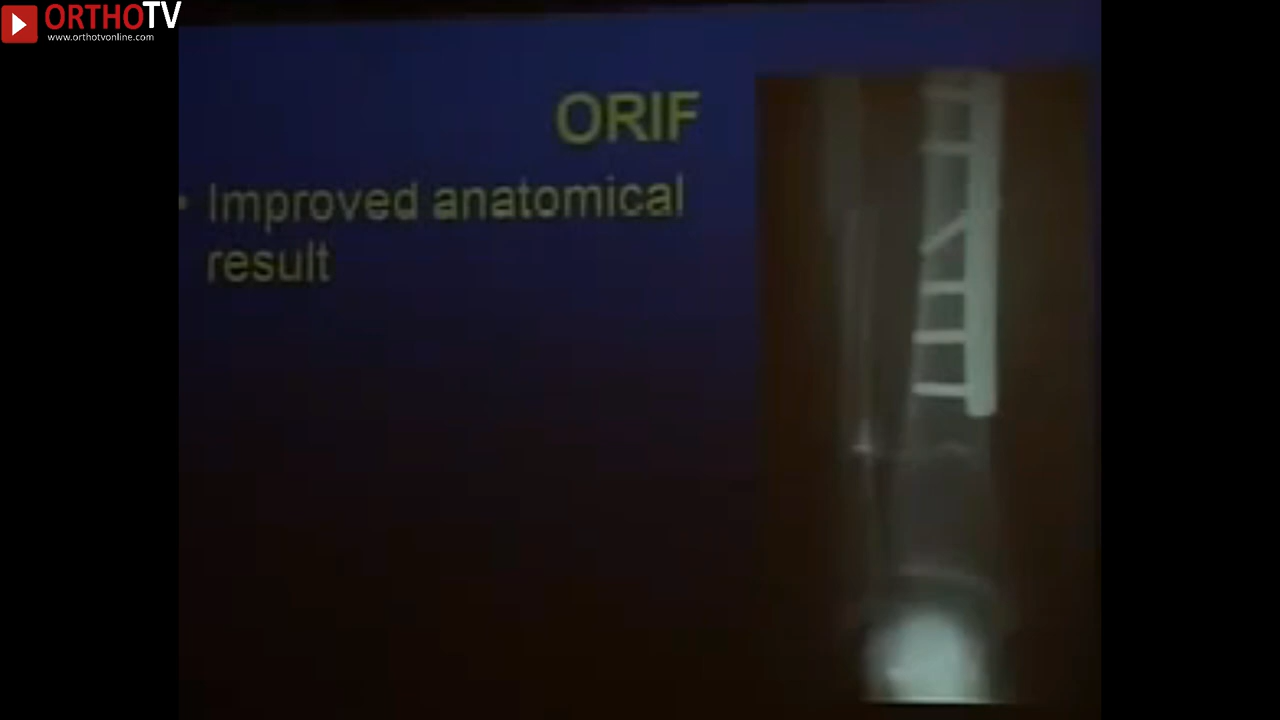 ORTHOTV
www.orthotvonline.com
ORIF
• Improved anatomical
result